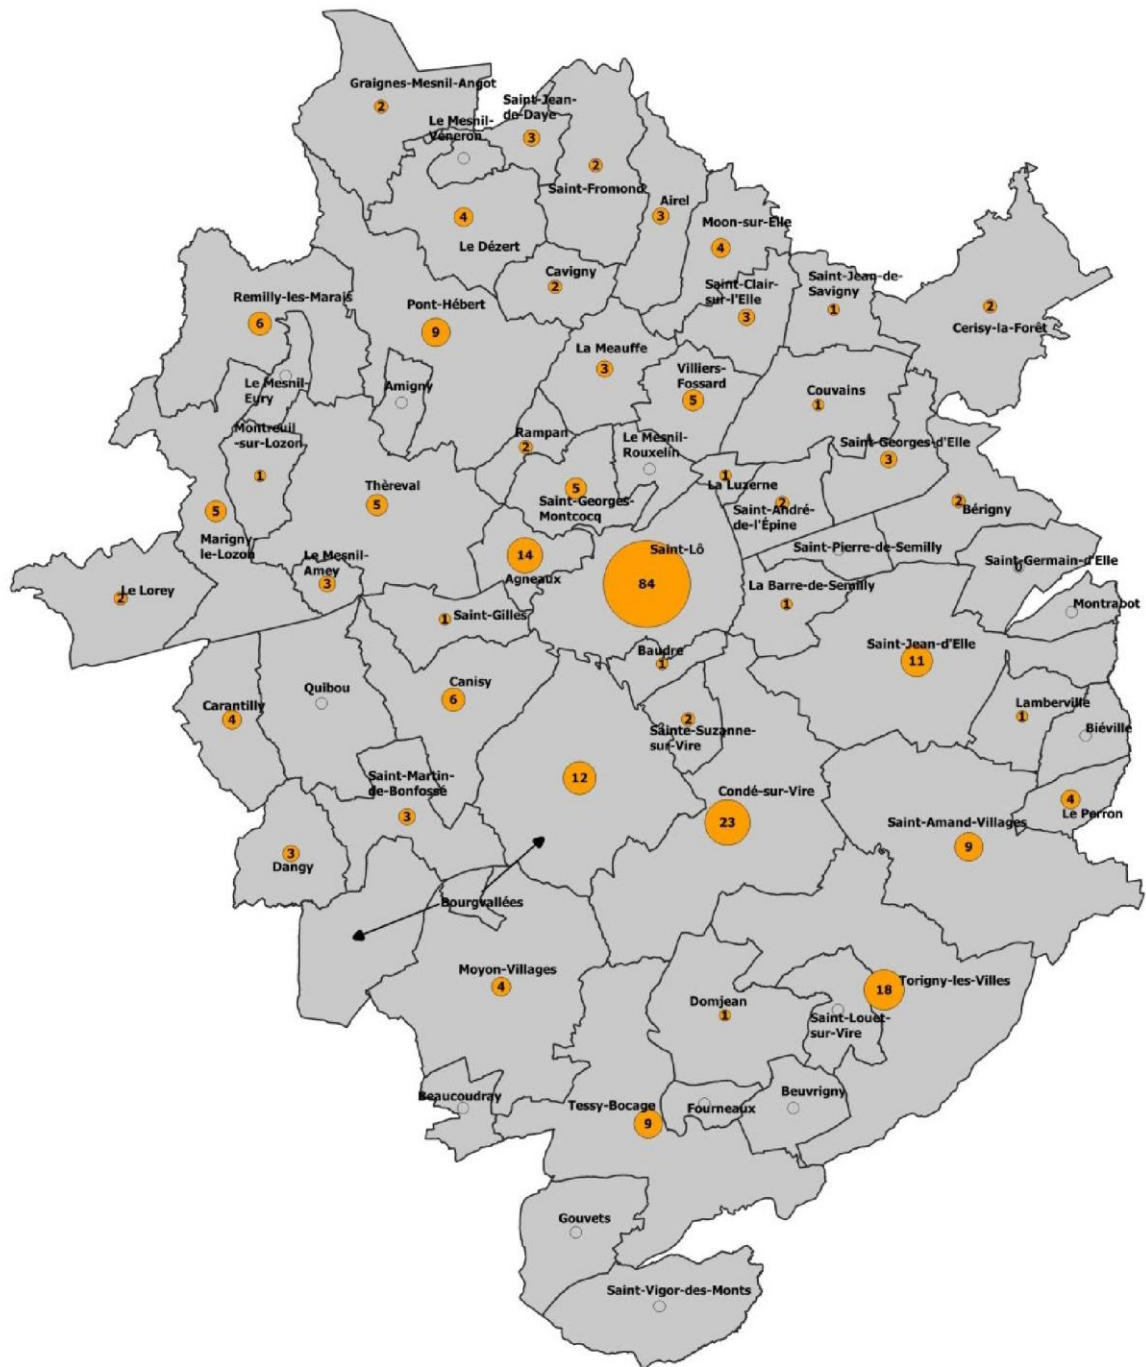 Graignes-Mesnil-Angot
2
Saint-Jean-
de-Daye
3
Le Mesnil-
Véneron
2
Saint-Fromond
Airel
3
4
Le Dézert
Moon-sur-Elle
4
Cavigny
2
Saint-Clair-
sur-l'Elle
3
Saint-Jean-de-
Savigny
1
2
Cerisy-la-Forêt
Remilly-les-Marais
6
Pont-Hébert
9
La Meauffe
3
Villiers-
Fossard
5
Le Mesnil-
Eury
Amigny
Couvains
1
Montreuil
-sur-Lozon
1
Rampan
2
Le Mesnil-
Rouxelin
Saint-Georges-d'Elle
3
Thèreval
5
5
Saint-Georges-
Montcocq
1
La Luzerne
2
Saint-André-
de-l'Épine
2
Bérigny
5
Marigny
-le-Lozon
Le Mesnil-
Amey
3
14
Agneaux
Saint-Lô
84
Saint-Pierre-de-Semilly
Saint-Germain-d'Elle
0
Le Lorey
2
Saint-Gilles
1
La Barre-de-Semilly
1
Montrabot
Baudre
1
Saint-Jean-d'Elle
11
Quibou
Canisy
6
Carantilly
4
2
Sainte-Suzanne-
sur-Vire
Lamberville
1
Biéville
Saint-Martin-
de-Bonfossé
3
12
Condé-sur-Vire
23
4
Le Perron
Saint-Amand-Villages
9
3
Dangy
Bourgvallées
Moyon-Villages
4
Domjean
1
18
Torigny-les-Villes
Saint-Louet-
sur-Vire
Beaucoudray
Tessy-Bocage
9
Fourneaux
Beuvrigny
Gouvets
Saint-Vigor-des-Monts